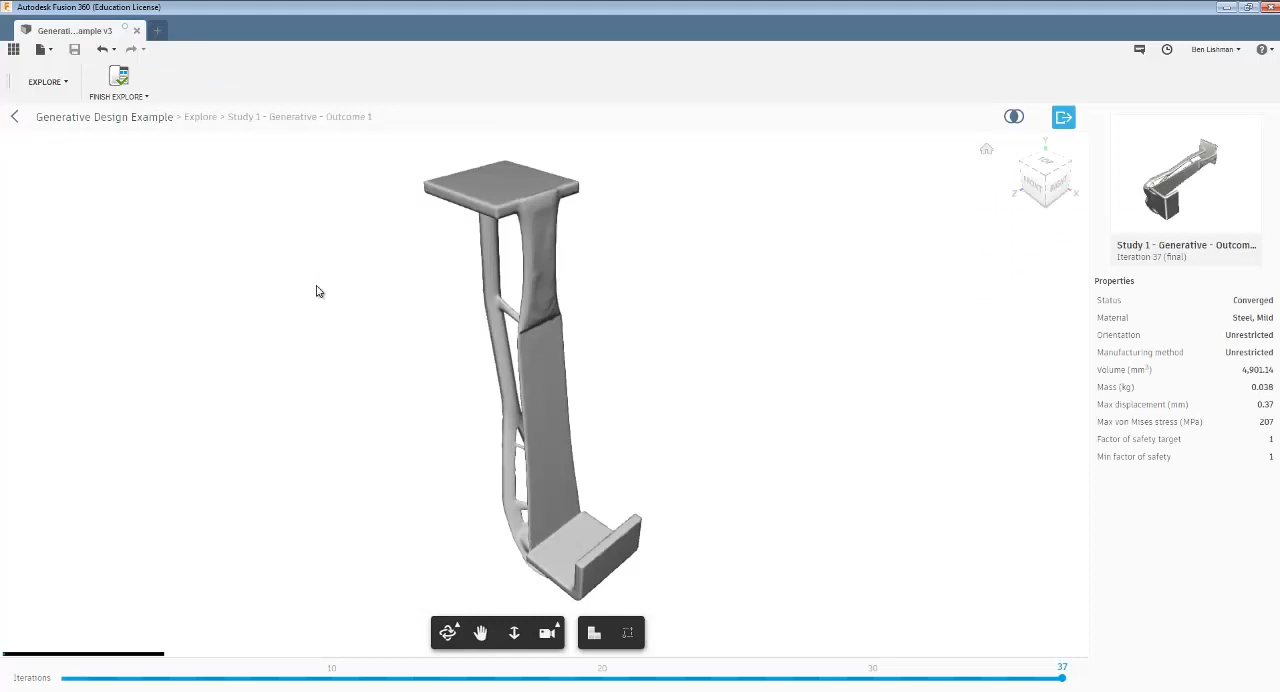 Autodesk Fusion 360 (Education License)
Generati...ample v3
Ben Lishman
EXPLORE
FINISH EXPLORE
Generative Design Example > Explore > Study 1 - Generative - Outcome 1
Y
TOP
FRONT
RIGHT
Z
X
Study 1 - Generative - Outcom...
Iteration 37 (final)
Properties
Status Converged
Material Steel, Mild
Orientation Unrestricted
Manufacturing method Unrestricted
Volume (mm³) 4,901.14
Mass (kg) 0.038
Max displacement (mm) 0.37
Max von Mises stress (MPa) 207
Factor of safety target 1
Min factor of safety 1
10 20 30 37
Iterations